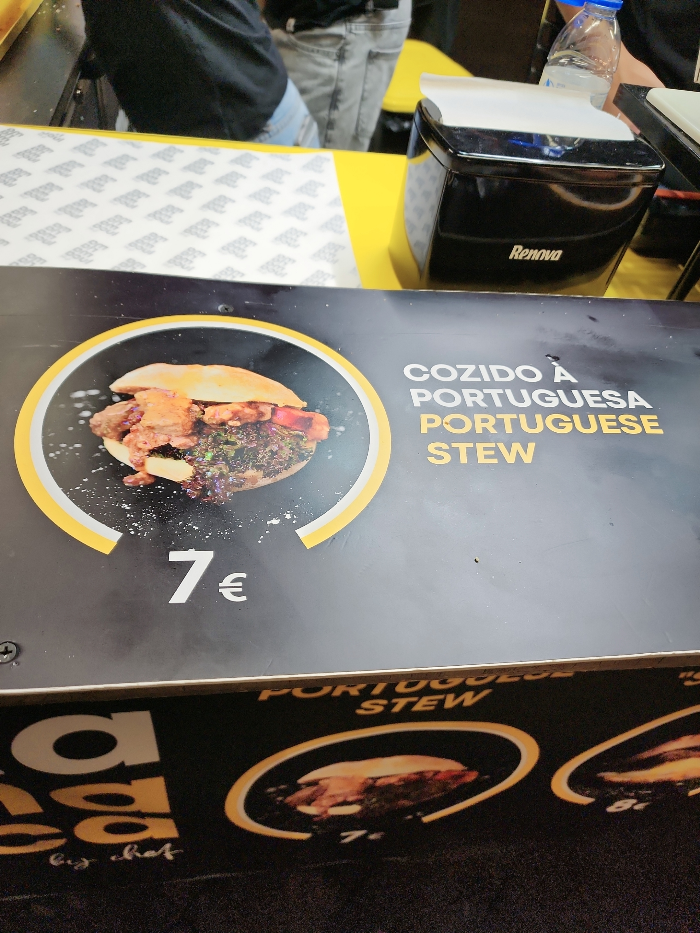 Renova
COZIDO À
PORTUGUESA
PORTUGUESE
STEW
7€
PORTUGUESE
STEW
by chef
7€
8€